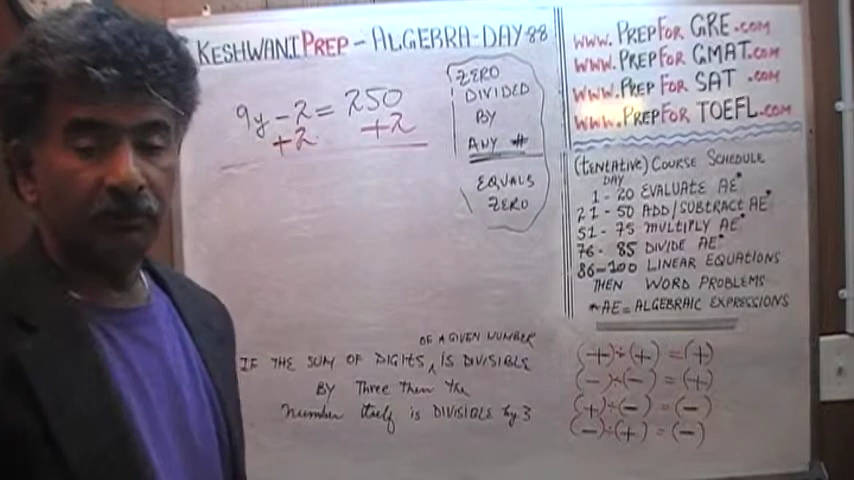 KESHWANI PREP - ALGEBRA - DAY-88
9y - 2 = 250
+2 +2
ZERO
DIVIDED
BY
ANY #
EQUALS
ZERO
OF A GIVEN NUMBER
IF THE SUM OF DIGITS ^ IS DIVISIBLE
BY Three then the
number itself is DIVISIBLE by 3
www.PREPFOR GRE.com
www.PREPFOR GMAT.com
www.PREP FOR SAT .com
www.PREPFOR TOEFL.com
(TENTATIVE) COURSE SCHEDULE
DAY
1 - 20 EVALUATE AE*
21 - 50 ADD/SUBTRACT AE*
51 - 75 MULTIPLY AE*
76 - 85 DIVIDE AE*
86-100 LINEAR EQUATIONS
THEN WORD PROBLEMS
*AE = ALGEBRAIC EXPRESSIONS
(+)÷(+) = (+)
(-)÷(-) = (+)
(+)÷(-) = (-)
(-)÷(+) = (-)